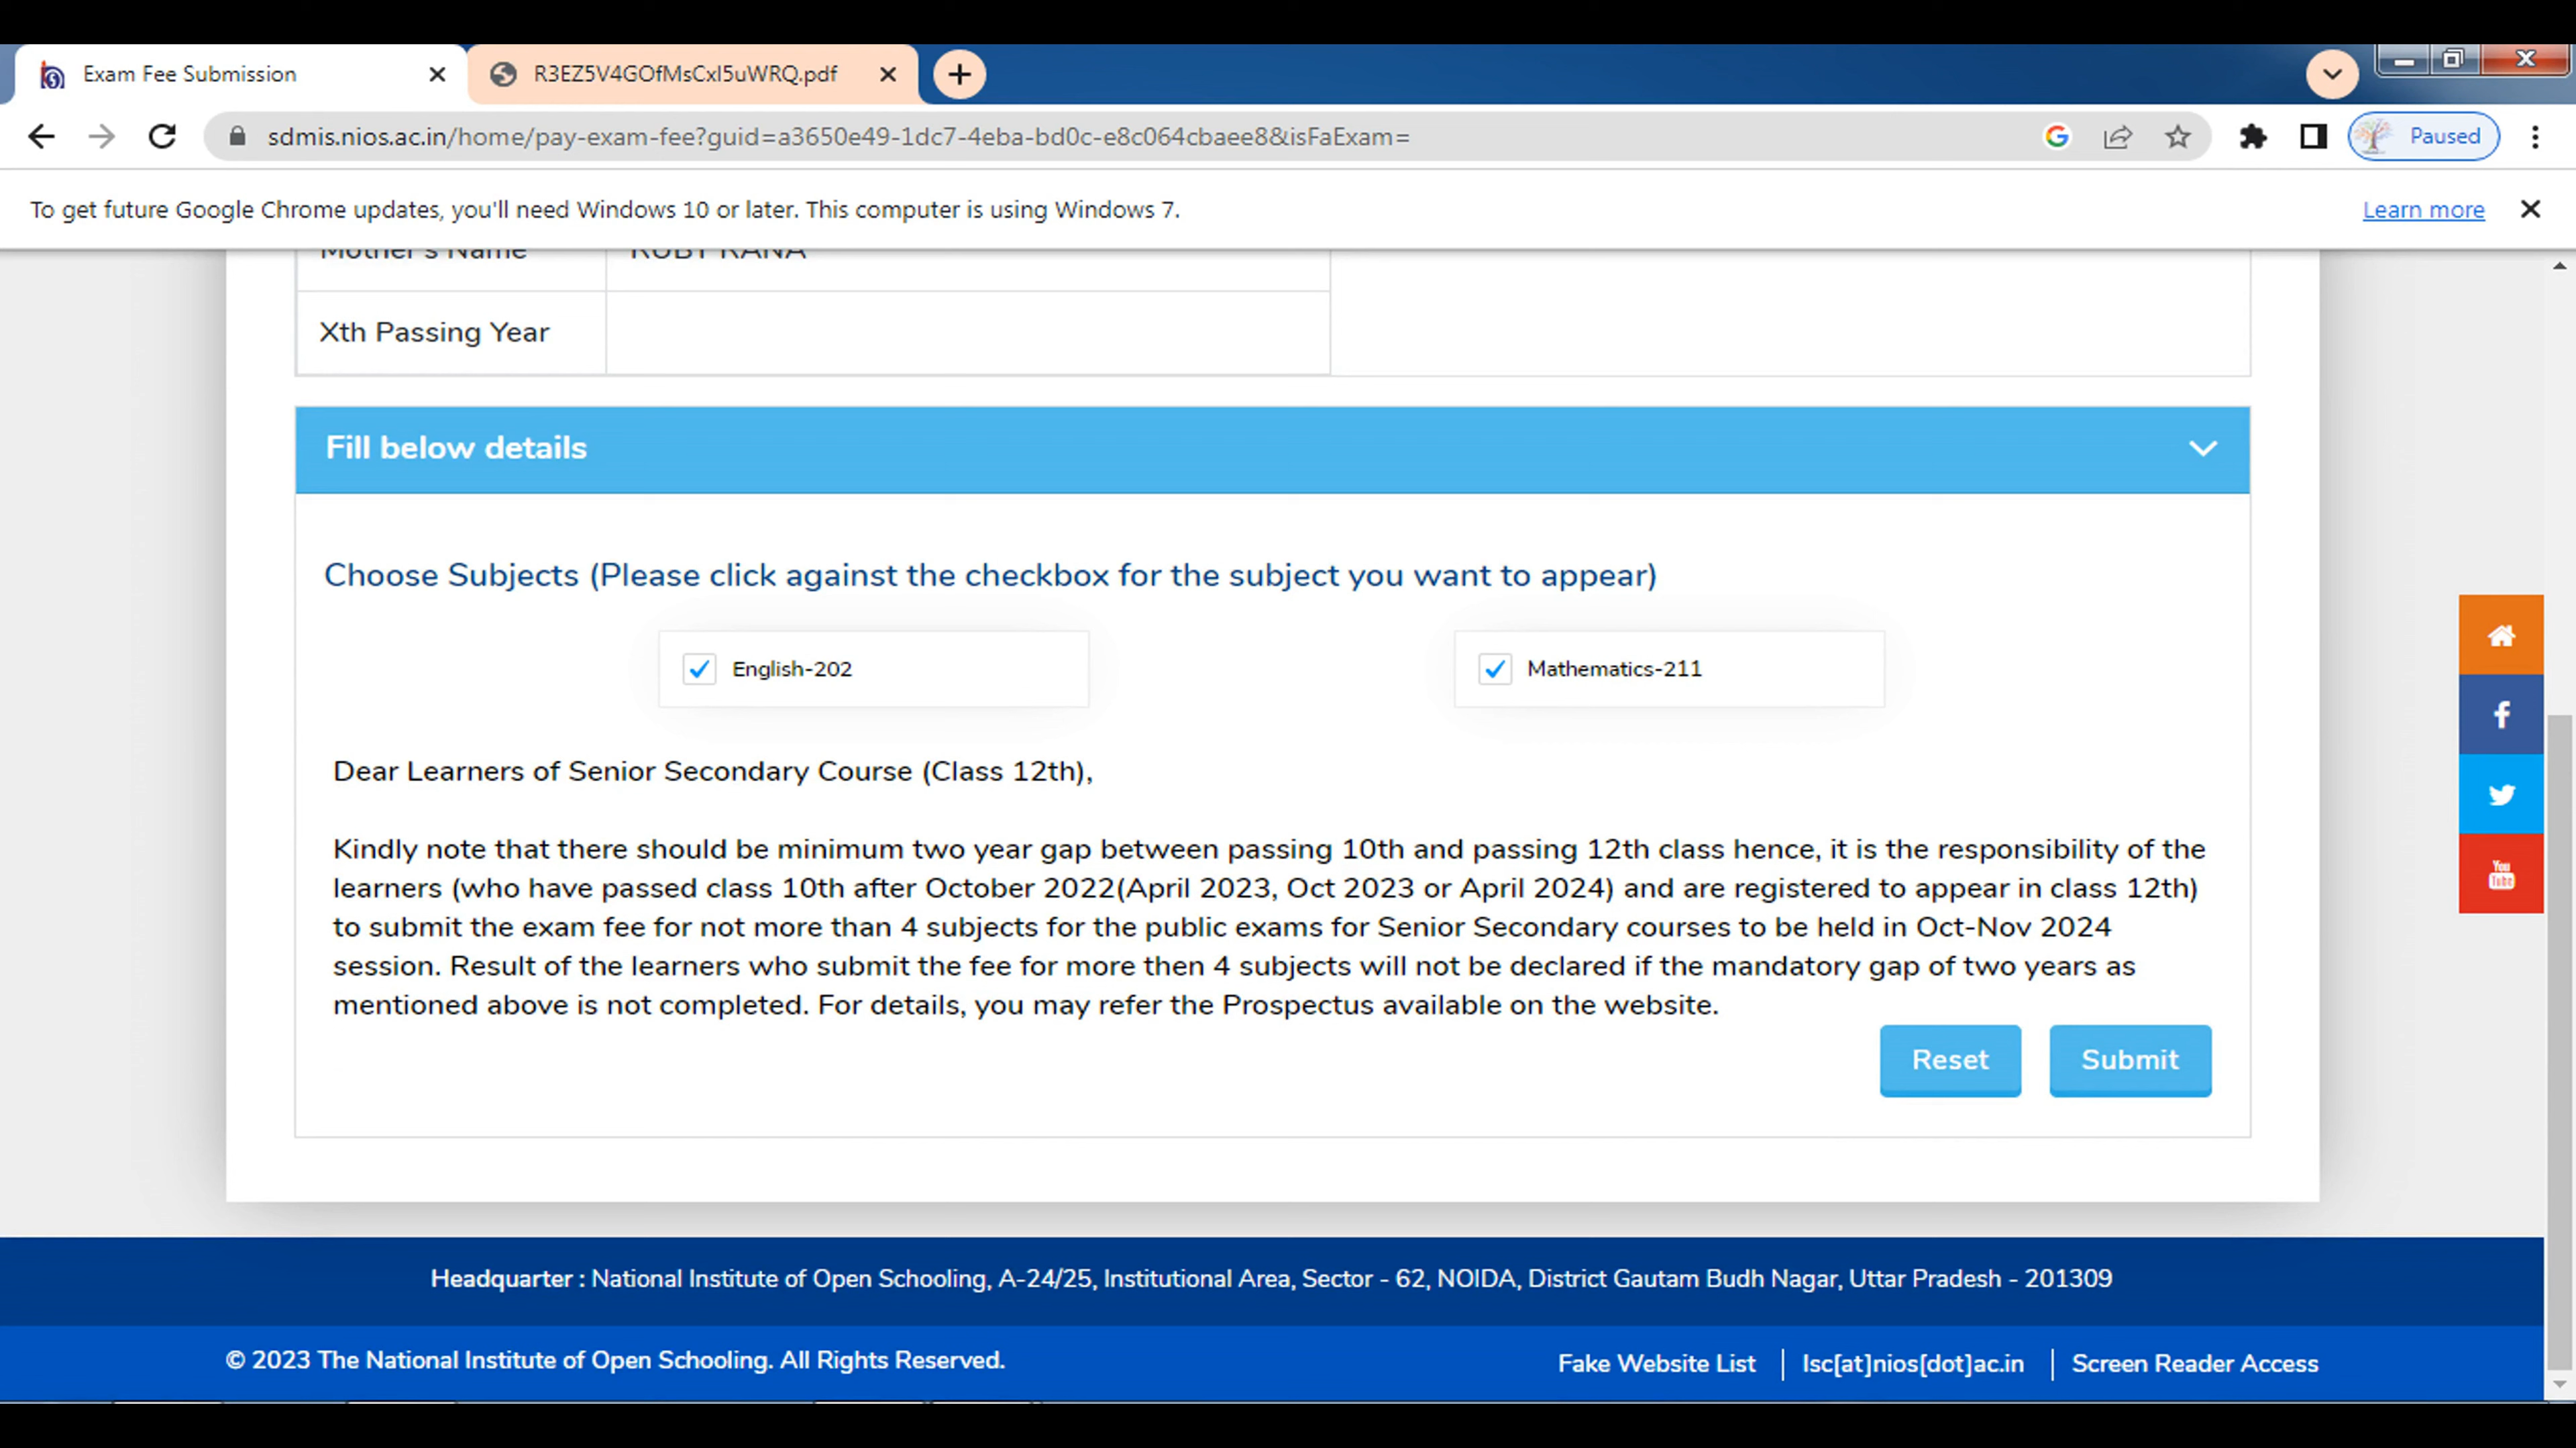 Exam Fee Submission
R3EZ5V4GOfMsCxl5uWRQ.pdf
sdmis.nios.ac.in/home/pay-exam-fee?guid=a3650e49-1dc7-4eba-bd0c-e8c064cbaee8&isFaExam=
Paused
To get future Google Chrome updates, you'll need Windows 10 or later. This computer is using Windows 7.
Learn more
Mother's Name RUBY RANA
Xth Passing Year
Fill below details
Choose Subjects (Please click against the checkbox for the subject you want to appear)
English-202
Mathematics-211
Dear Learners of Senior Secondary Course (Class 12th),
Kindly note that there should be minimum two year gap between passing 10th and passing 12th class hence, it is the responsibility of the
learners (who have passed class 10th after October 2022(April 2023, Oct 2023 or April 2024) and are registered to appear in class 12th)
to submit the exam fee for not more than 4 subjects for the public exams for Senior Secondary courses to be held in Oct-Nov 2024
session. Result of the learners who submit the fee for more then 4 subjects will not be declared if the mandatory gap of two years as
mentioned above is not completed. For details, you may refer the Prospectus available on the website.
Reset
Submit
You
Tube
Headquarter : National Institute of Open Schooling, A-24/25, Institutional Area, Sector - 62, NOIDA, District Gautam Budh Nagar, Uttar Pradesh - 201309
© 2023 The National Institute of Open Schooling. All Rights Reserved.
Fake Website List
lsc[at]nios[dot]ac.in
Screen Reader Access